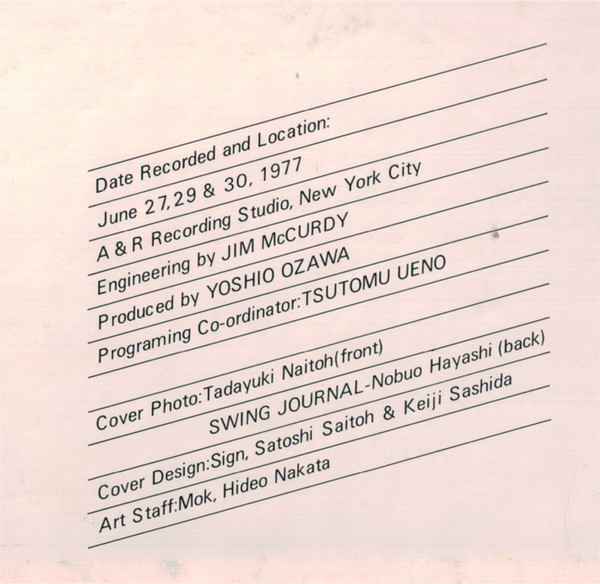 Date Recorded and Location:
June 27,29 & 30, 1977
A & R Recording Studio, New York City
Engineering by JIM McCURDY
Produced by YOSHIO OZAWA
Programing Co-ordinator:TSUTOMU UENO
Cover Photo:Tadayuki Naitoh(front)
SWING JOURNAL-Nobuo Hayashi (back)
Cover Design:Sign, Satoshi Saitoh & Keiji Sashida
Art Staff:Mok, Hideo Nakata